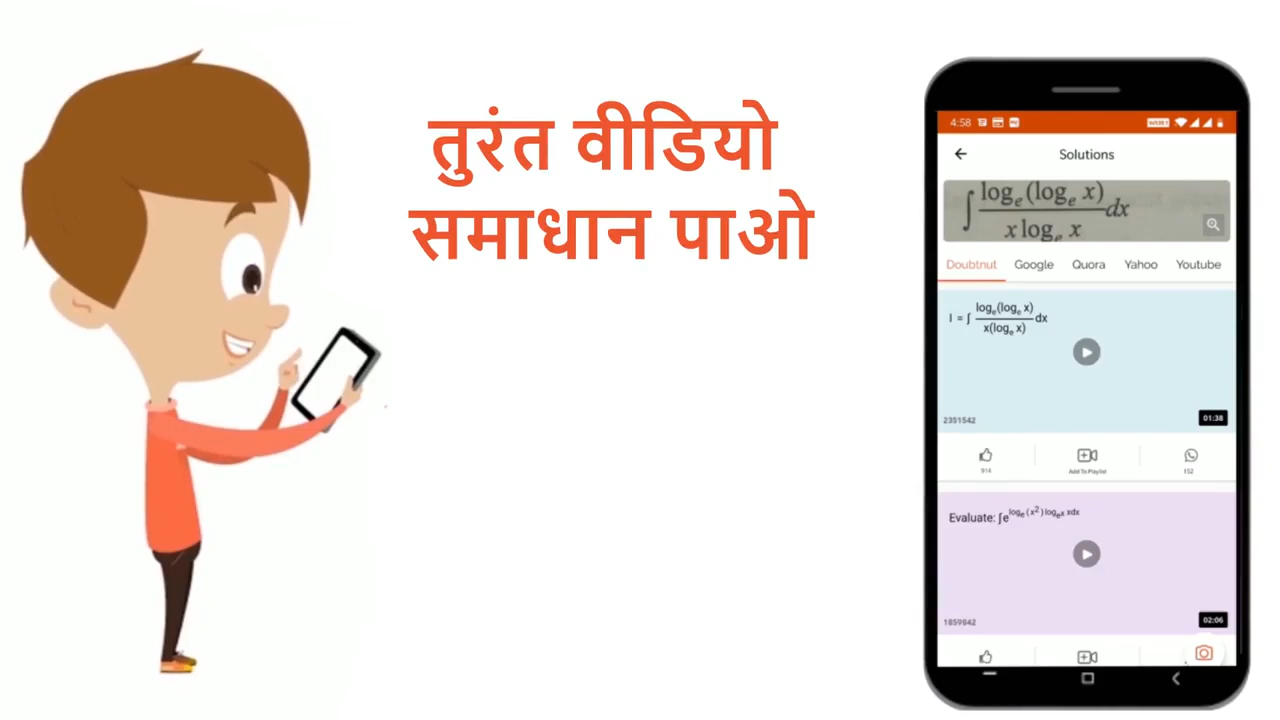 तुरंत वीडियो
समाधान पाओ
4:58
Solutions
∫ logₑ(logₑ x) / x logₑ x dx
Doubtnut Google Quora Yahoo Youtube
I = ∫ logₑ(logₑ x) / x(logₑ x) dx
2351542
01:38
914
Add To Playlist
152
Evaluate: ∫e^logₑ(x²) logₑx xdx
1859842
02:06